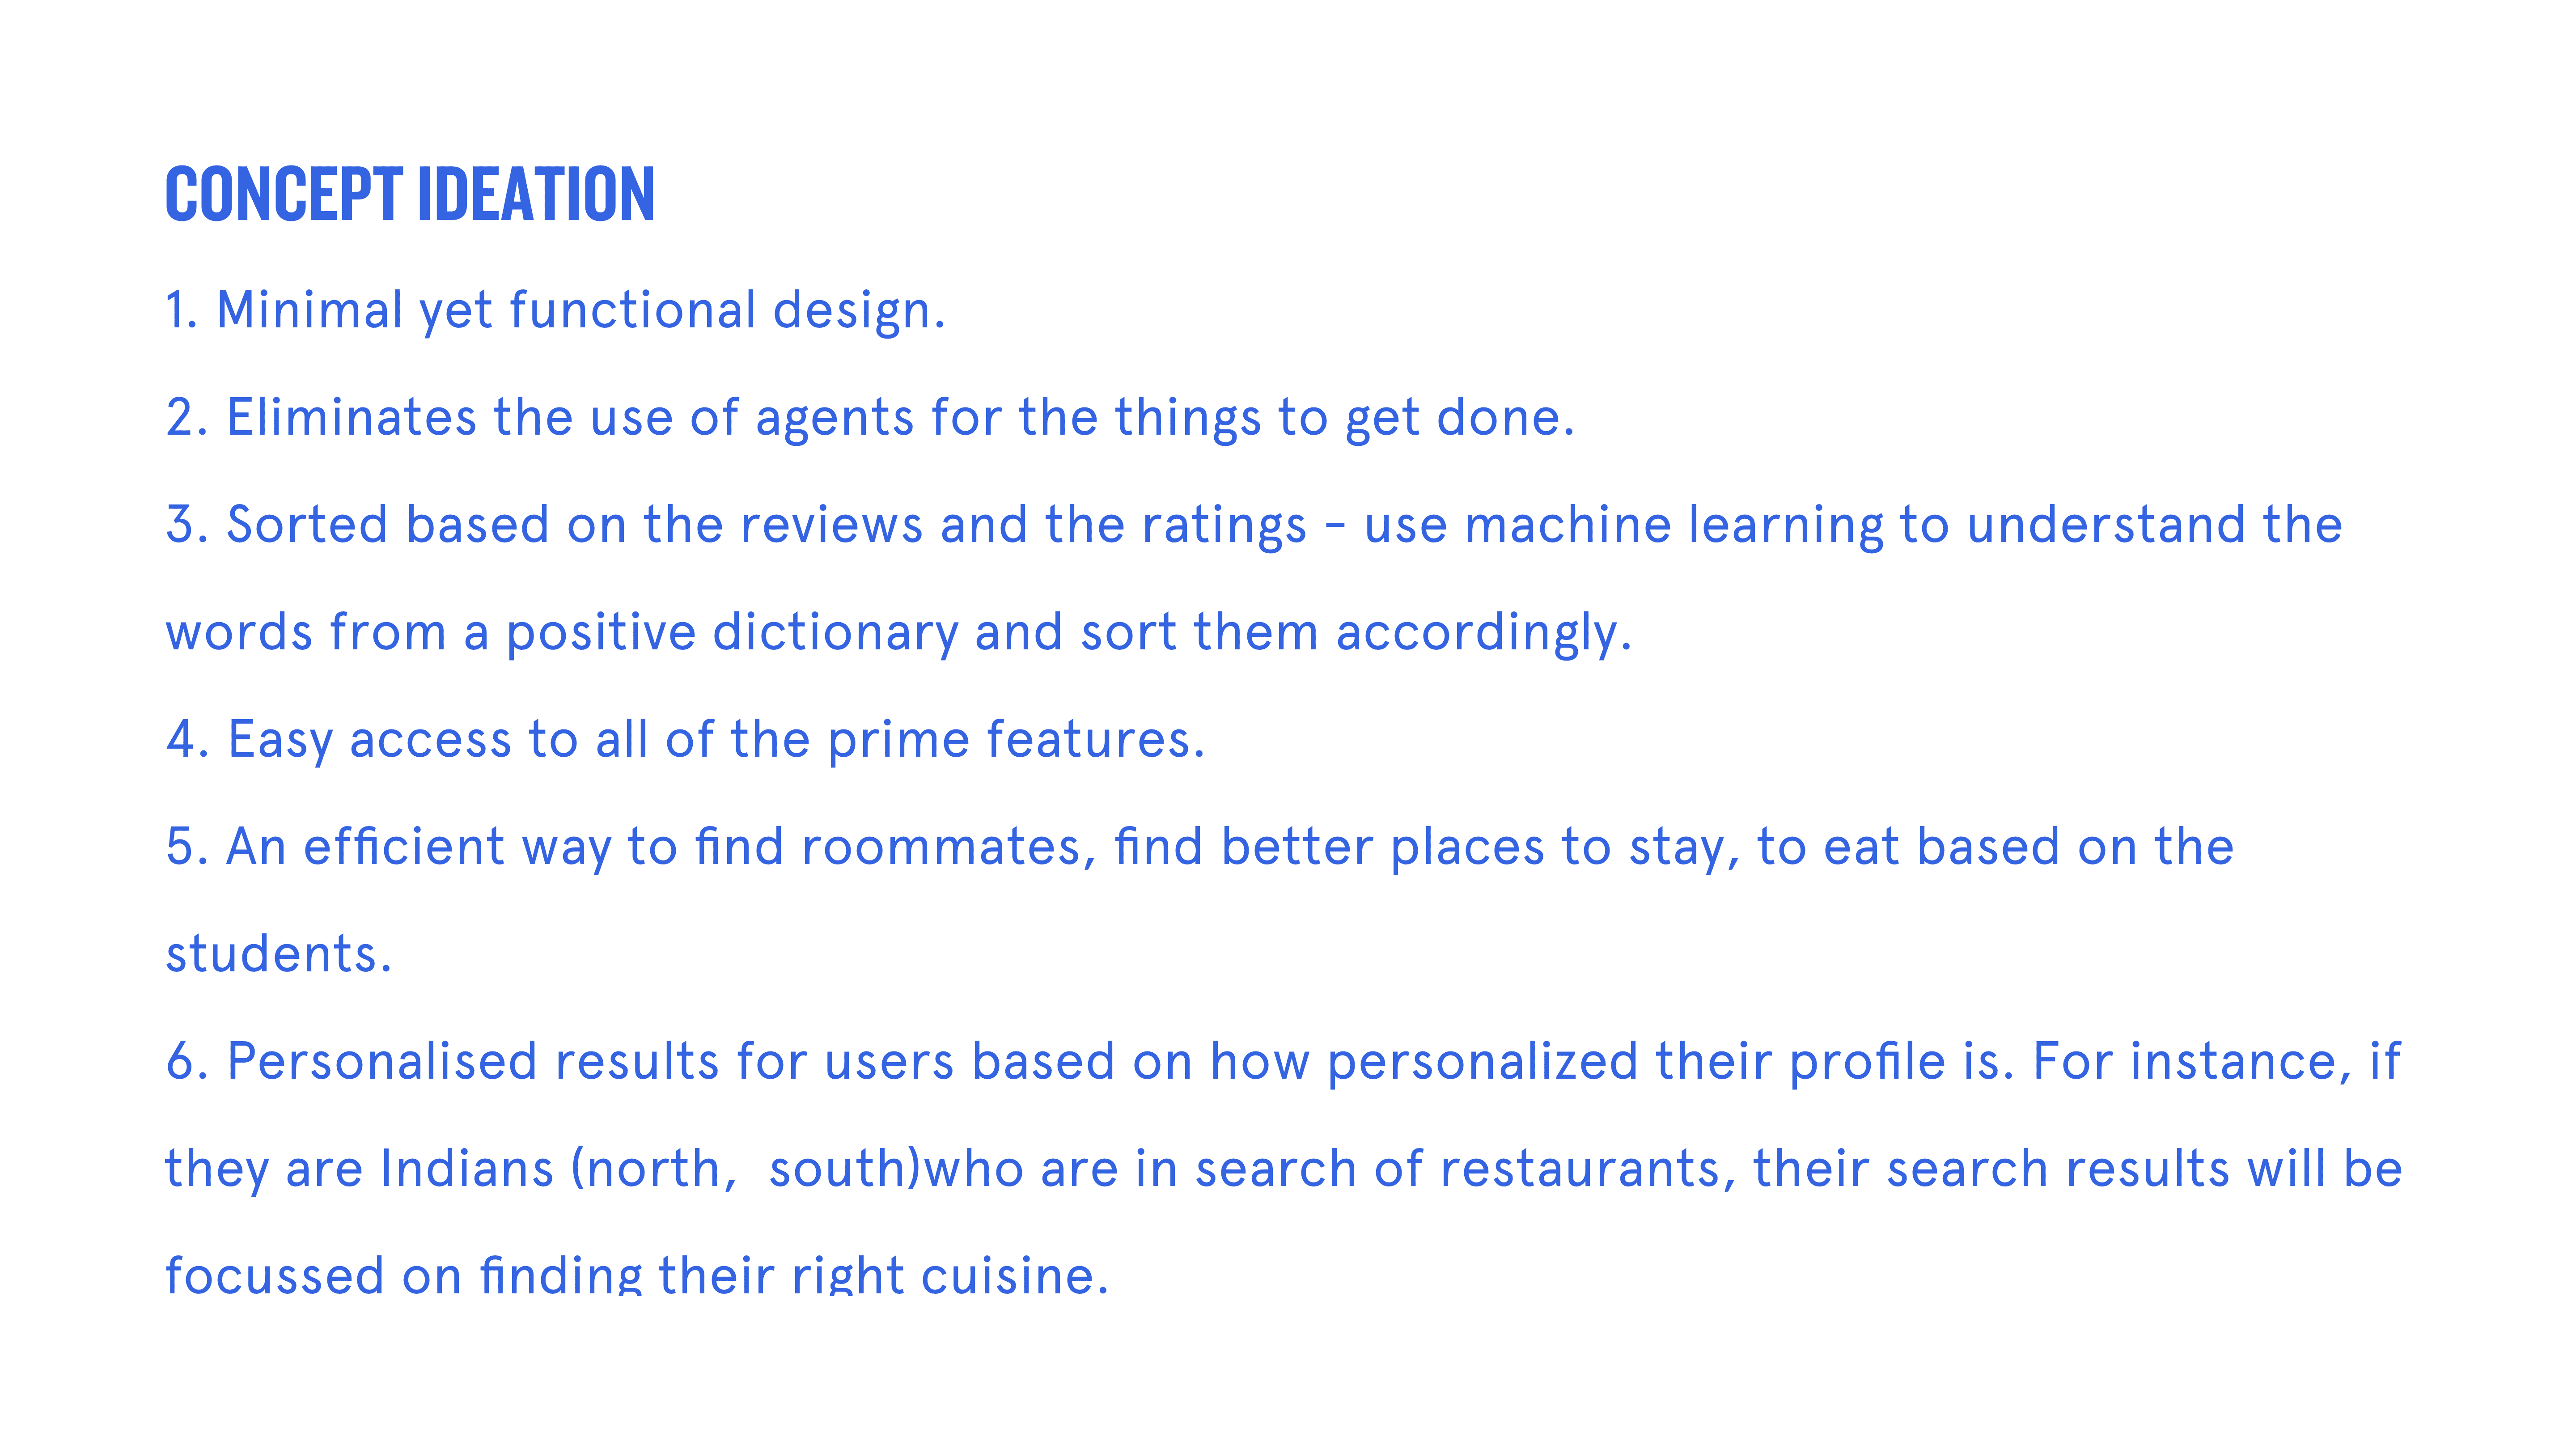 CONCEPT IDEATION
1. Minimal yet functional design.
2. Eliminates the use of agents for the things to get done.
3. Sorted based on the reviews and the ratings - use machine learning to understand the
words from a positive dictionary and sort them accordingly.
4. Easy access to all of the prime features.
5. An efficient way to find roommates, find better places to stay, to eat based on the
students.
6. Personalised results for users based on how personalized their profile is. For instance, if
they are Indians (north,  south)who are in search of restaurants, their search results will be
focussed on finding their right cuisine.